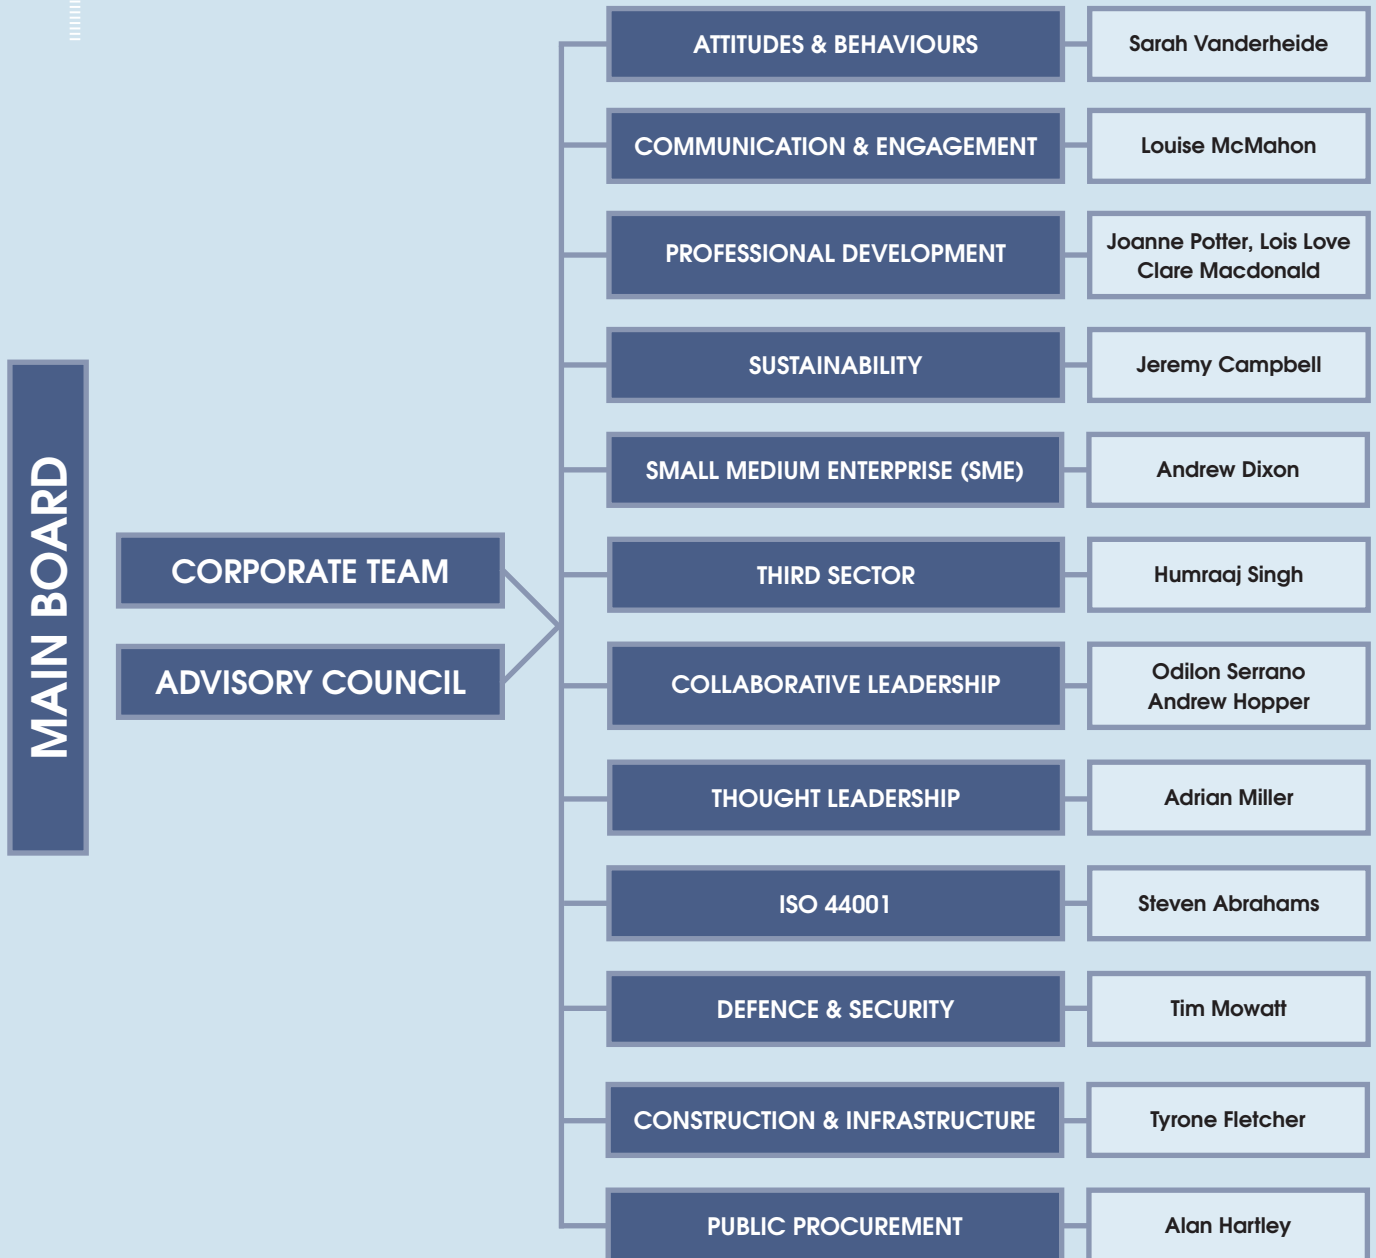 MAIN BOARD
CORPORATE TEAM
ADVISORY COUNCIL
ATTITUDES & BEHAVIOURS
Sarah Vanderheide
COMMUNICATION & ENGAGEMENT
Louise McMahon
PROFESSIONAL DEVELOPMENT
Joanne Potter, Lois Love
Clare Macdonald
SUSTAINABILITY
Jeremy Campbell
SMALL MEDIUM ENTERPRISE (SME)
Andrew Dixon
THIRD SECTOR
Humraaj Singh
COLLABORATIVE LEADERSHIP
Odilon Serrano
Andrew Hopper
THOUGHT LEADERSHIP
Adrian Miller
ISO 44001
Steven Abrahams
DEFENCE & SECURITY
Tim Mowatt
CONSTRUCTION & INFRASTRUCTURE
Tyrone Fletcher
PUBLIC PROCUREMENT
Alan Hartley